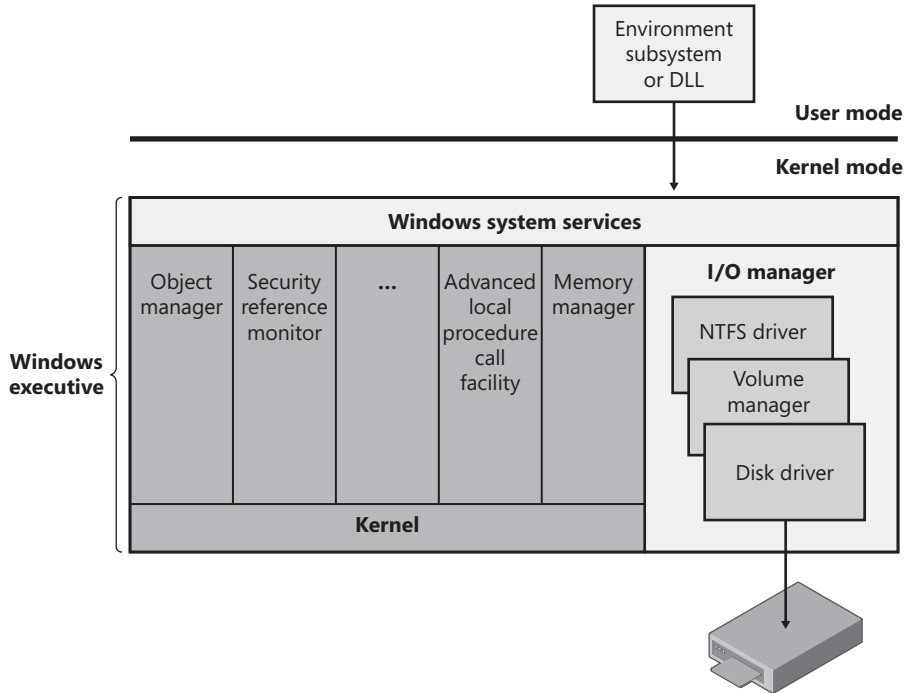 Environment
subsystem
or DLL
User mode
Kernel mode
Windows system services
Windows
executive
Object
manager
Security
reference
monitor
...
Advanced
local
procedure
call
facility
Memory
manager
I/O manager
NTFS driver
Volume
manager
Disk driver
Kernel